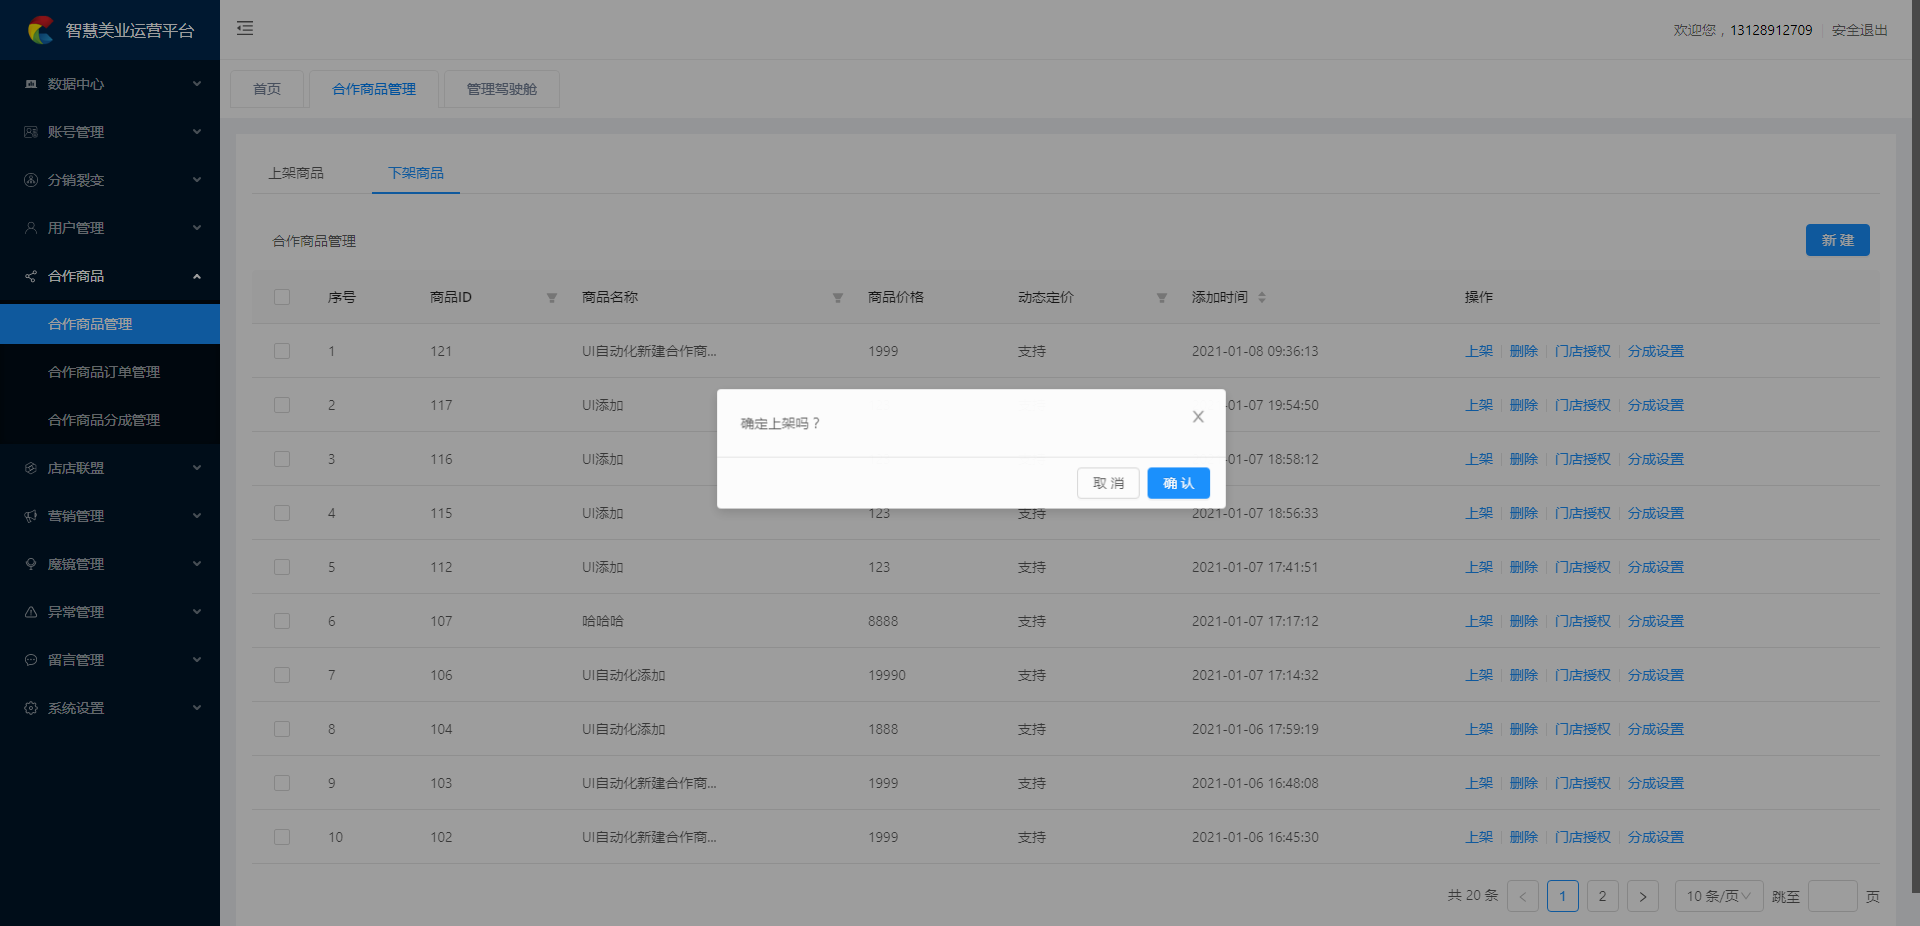 智慧美业运营平台
欢迎您，13128912709 安全退出
数据中心
账号管理
分销裂变
用户管理
合作商品
合作商品管理
合作商品订单管理
合作商品分成管理
店店联盟
营销管理
魔镜管理
异常管理
留言管理
系统设置
首页 合作商品管理 管理驾驶舱
上架商品 下架商品
合作商品管理 新 建
序号 商品ID 商品名称 商品价格 动态定价 添加时间 操作
1 121 UI自动化新建合作商... 1999 支持 2021-01-08 09:36:13 上架 删除 门店授权 分成设置
2 117 UI添加 -01-07 19:54:50 上架 删除 门店授权 分成设置
3 116 UI添加 -01-07 18:58:12 上架 删除 门店授权 分成设置
4 115 UI添加 123 支持 2021-01-07 18:56:33 上架 删除 门店授权 分成设置
5 112 UI添加 123 支持 2021-01-07 17:41:51 上架 删除 门店授权 分成设置
6 107 哈哈哈 8888 支持 2021-01-07 17:17:12 上架 删除 门店授权 分成设置
7 106 UI自动化添加 19990 支持 2021-01-07 17:14:32 上架 删除 门店授权 分成设置
8 104 UI自动化添加 1888 支持 2021-01-06 17:59:19 上架 删除 门店授权 分成设置
9 103 UI自动化新建合作商... 1999 支持 2021-01-06 16:48:08 上架 删除 门店授权 分成设置
10 102 UI自动化新建合作商... 1999 支持 2021-01-06 16:45:30 上架 删除 门店授权 分成设置
确定上架吗？
取 消 确 认
共 20 条 1 2 10 条/页 跳至 页